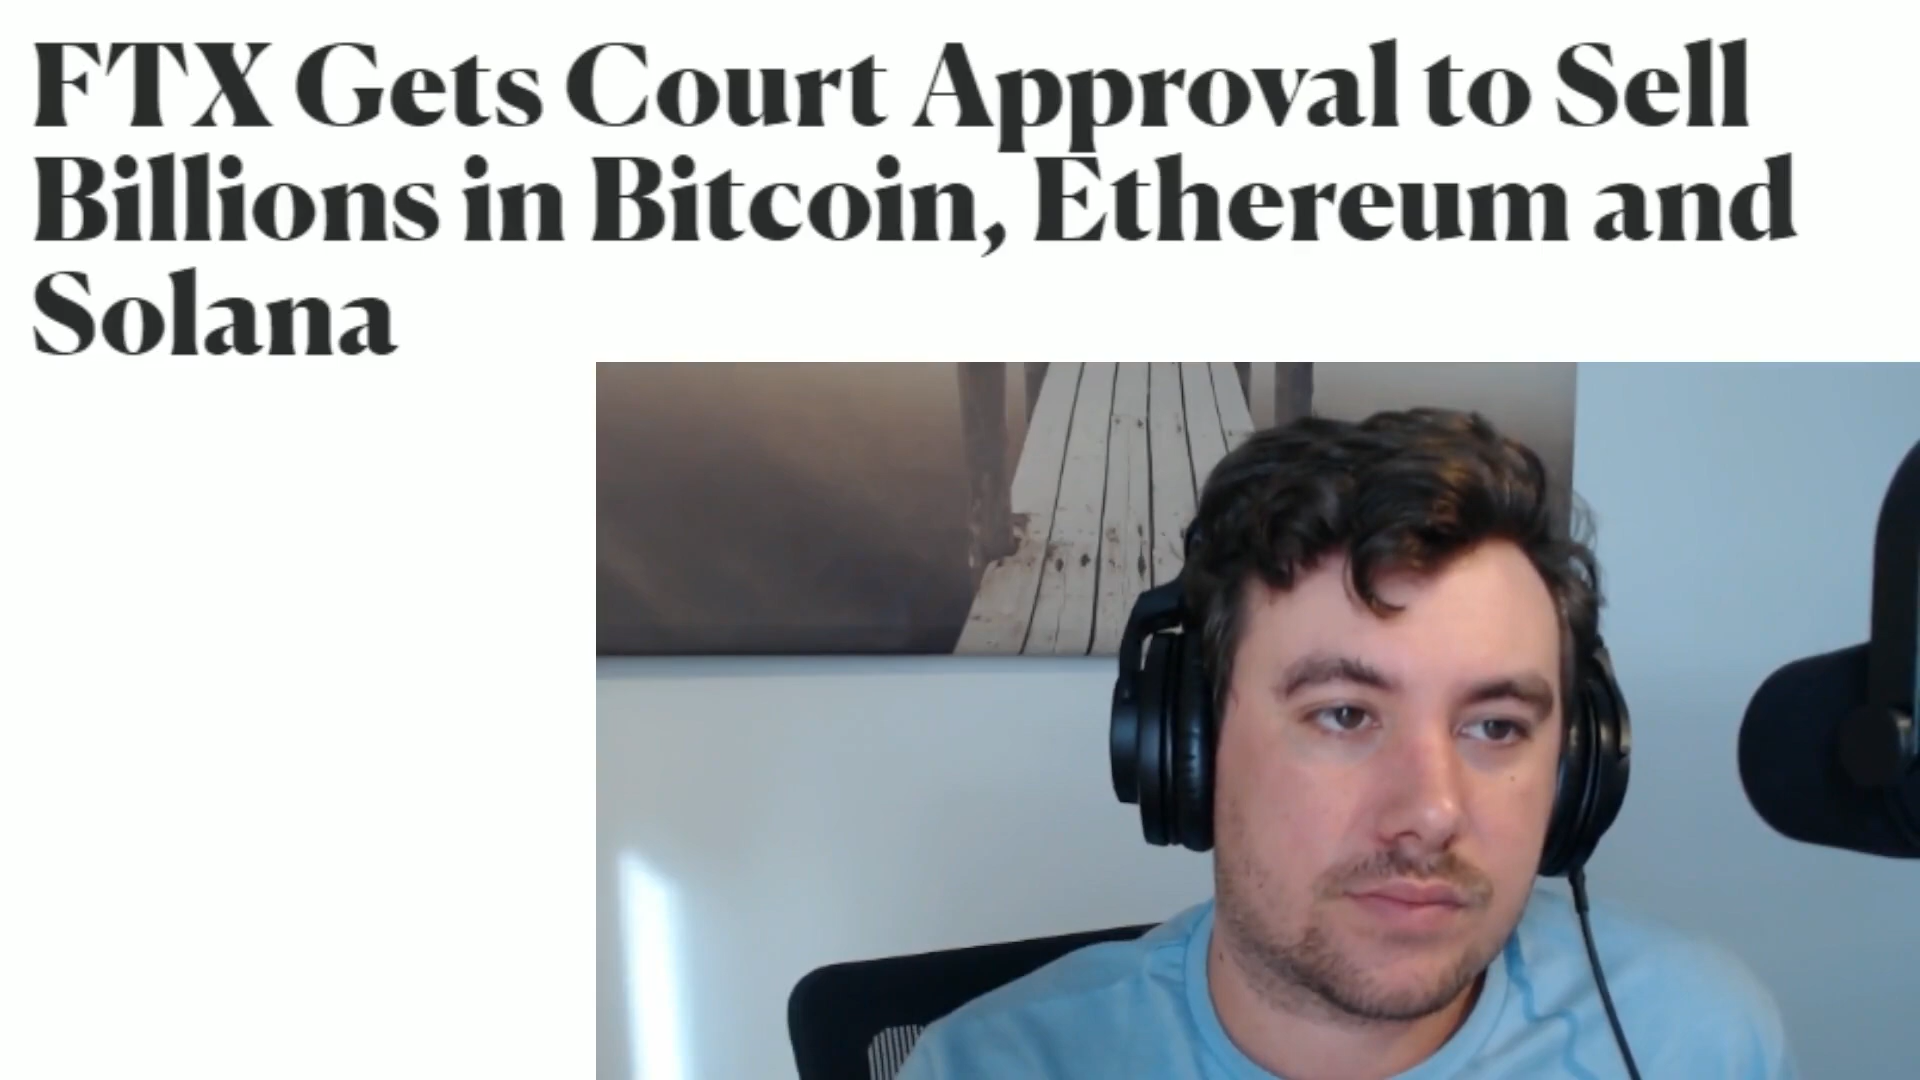 FTX Gets Court Approval to Sell
Billions in Bitcoin, Ethereum and
Solana